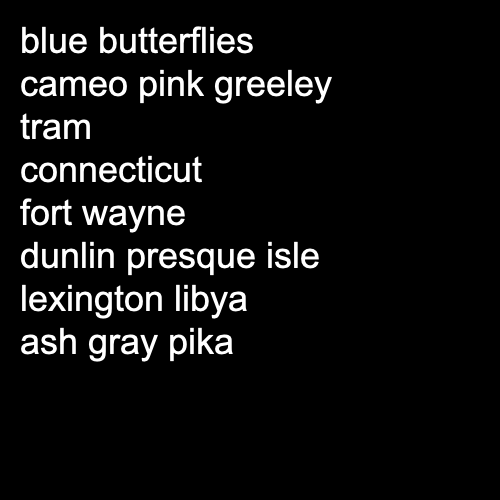 blue butterflies
cameo pink greeley
tram
connecticut
fort wayne
dunlin presque isle
lexington libya
ash gray pika